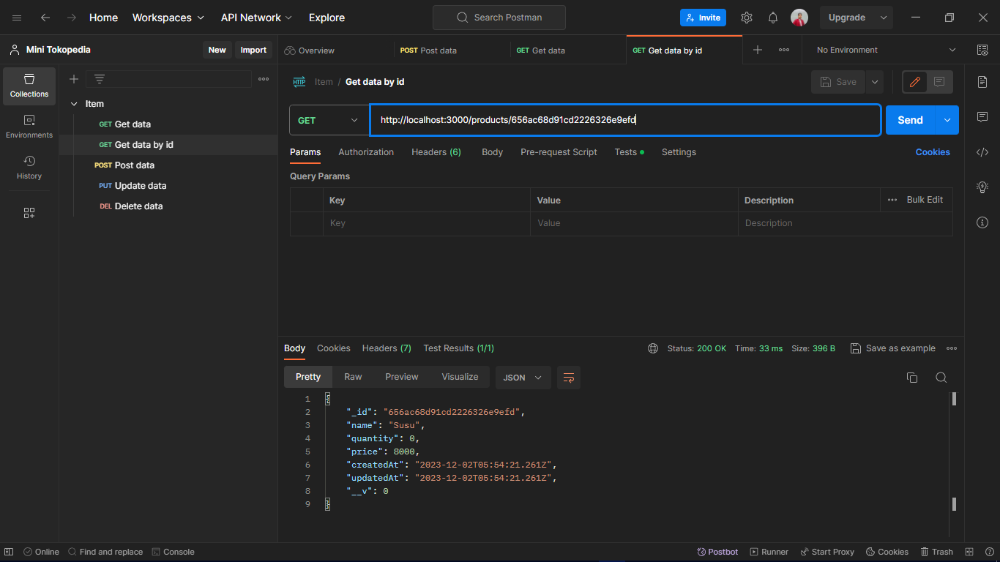 Home Workspaces API Network Explore Search Postman Invite Upgrade
Mini Tokopedia New Import Overview POST Post data GET Get data GET Get data by id No Environment
Collections
Environments
History
Item
GET Get data
GET Get data by id
POST Post data
PUT Update data
DEL Delete data
HTTP Item / Get data by id Save
GET http://localhost:3000/products/656ac68d91cd2226326e9efd Send
Params Authorization Headers (6) Body Pre-request Script Tests Settings Cookies
Query Params
Key Value Description Bulk Edit
Key Value Description
Body Cookies Headers (7) Test Results (1/1) Status: 200 OK Time: 33 ms Size: 396 B Save as example
Pretty Raw Preview Visualize JSON
1 {
2 "_id": "656ac68d91cd2226326e9efd",
3 "name": "Susu",
4 "quantity": 0,
5 "price": 8000,
6 "createdAt": "2023-12-02T05:54:21.261Z",
7 "updatedAt": "2023-12-02T05:54:21.261Z",
8 "__v": 0
9 }
Online Find and replace Console Postbot Runner Start Proxy Cookies Trash